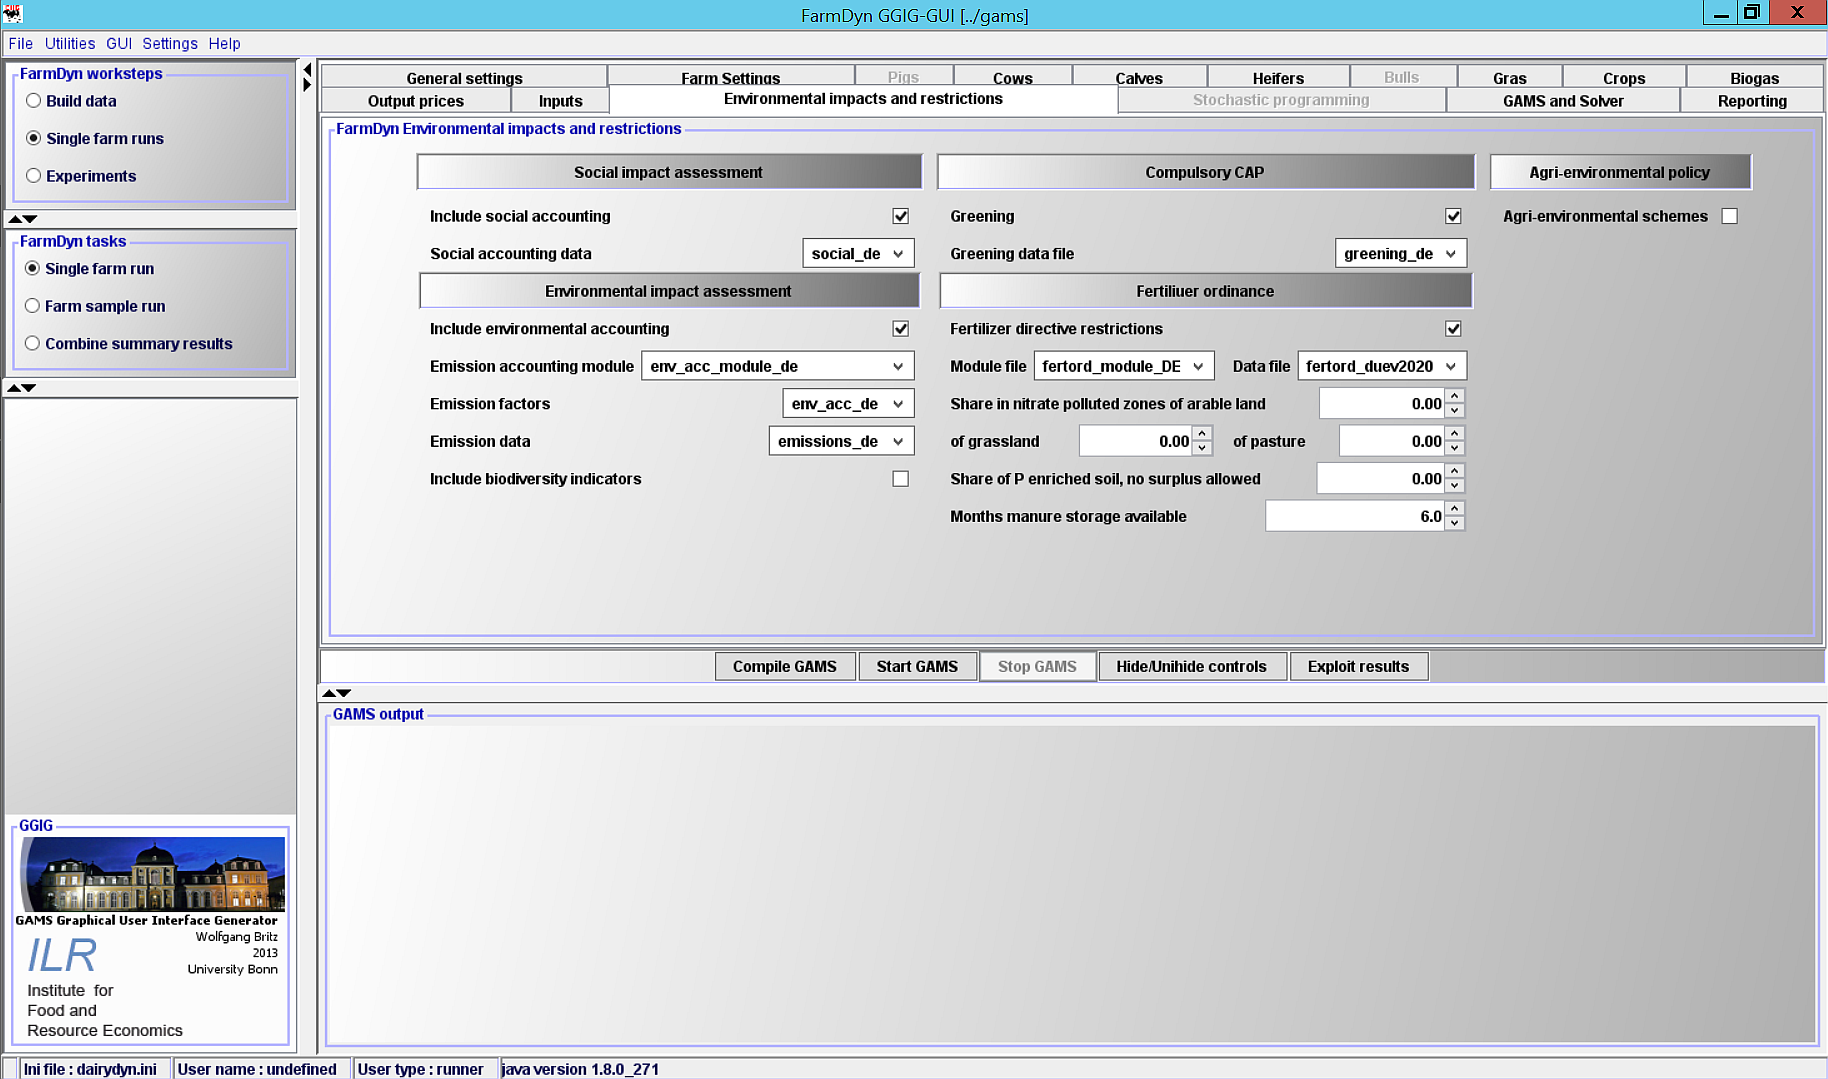 FarmDyn GGIG-GUI [../gams]
X
File Utilities GUI Settings Help
FarmDyn worksteps
Build data
Single farm runs
Experiments
FarmDyn tasks
Single farm run
Farm sample run
Combine summary results
General settings Farm Settings Pigs Cows Calves Heifers Bulls Gras Crops Biogas
Output prices Inputs Environmental impacts and restrictions Stochastic programming GAMS and Solver Reporting
FarmDyn Environmental impacts and restrictions
Social impact assessment Compulsory CAP Agri-environmental policy
Include social accounting Greening Agri-environmental schemes
Social accounting data social_de Greening data file greening_de
Environmental impact assessment Fertiliuer ordinance
Include environmental accounting Fertilizer directive restrictions
Emission accounting module env_acc_module_de Module file fertord_module_DE Data file fertord_duev2020
Emission factors env_acc_de Share in nitrate polluted zones of arable land 0.00
Emission data emissions_de of grassland 0.00 of pasture 0.00
Include biodiversity indicators Share of P enriched soil, no surplus allowed 0.00
Months manure storage available 6.0
Compile GAMS Start GAMS Stop GAMS Hide/Unihide controls Exploit results
GAMS output
GGIG
GAMS Graphical User Interface Generator
Wolfgang Britz
2013
University Bonn
ILR
Institute for
Food and
Resource Economics
Ini file : dairydyn.ini User name : undefined User type : runner java version 1.8.0_271